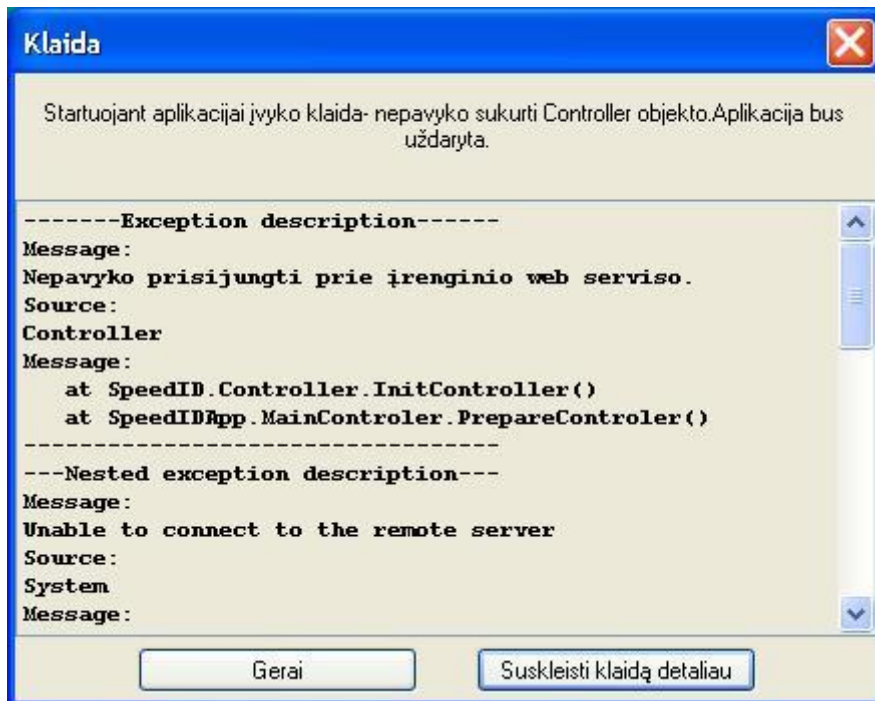 Klaida
Startuojant aplikacijai įvyko klaida- nepavyko sukurti Controller objekto.Aplikacija bus
uždaryta.
-------Exception description------
Message:
Nepavyko prisijungti prie įrenginio web serviso.
Source:
Controller
Message:
   at SpeedID.Controller.InitController()
   at SpeedIDApp.MainControler.PrepareControler()
----------------------------------
---Nested exception description---
Message:
Unable to connect to the remote server
Source:
System
Message:
Gerai
Suskleisti klaidą detaliau